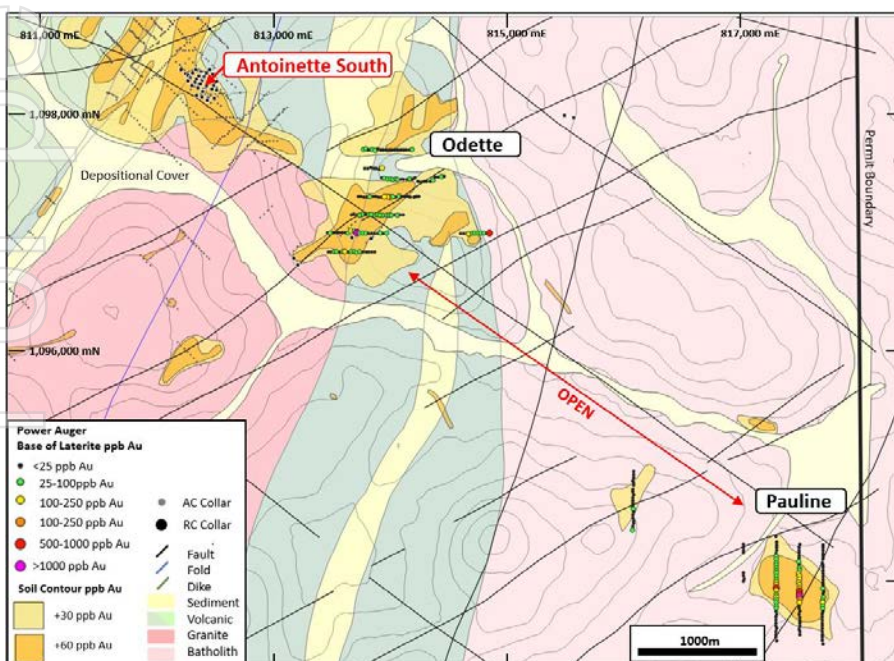 811,000 mE
813,000 mE
815,000 mE
817,000 mE
Antoinette South
1,098,000 mN
Odette
Depositional Cover
Permit Boundary
1,096,000 mN
OPEN
Pauline
Power Auger
Base of Laterite ppb Au
<25 ppb Au
25-100ppb Au
100-250 ppb Au
100-250 ppb Au
500-1000 ppb Au
>1000 ppb Au
Soil Contour ppb Au
+30 ppb Au
+60 ppb Au
AC Collar
RC Collar
Fault
Fold
Dike
Sediment
Volcanic
Granite
Batholith
1000m